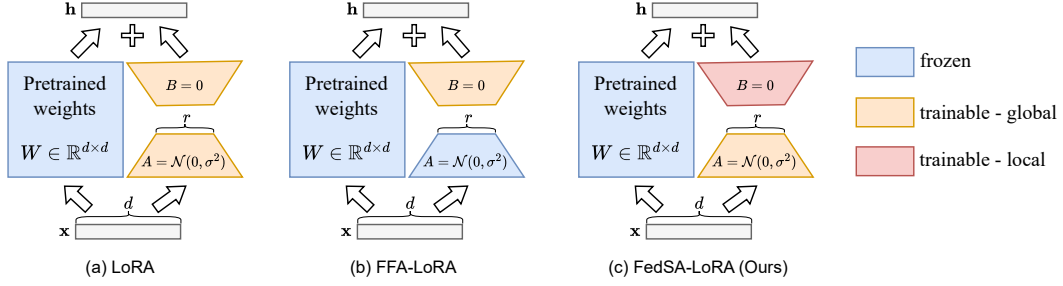 h
Pretrained
weights
W ∈ ℝ^{d×d}
B = 0
r
A = 𝒩(0, σ²)
d
x
(a) LoRA
h
Pretrained
weights
W ∈ ℝ^{d×d}
B = 0
r
A = 𝒩(0, σ²)
d
x
(b) FFA-LoRA
h
Pretrained
weights
W ∈ ℝ^{d×d}
B = 0
r
A = 𝒩(0, σ²)
d
x
(c) FedSA-LoRA (Ours)
frozen
trainable - global
trainable - local